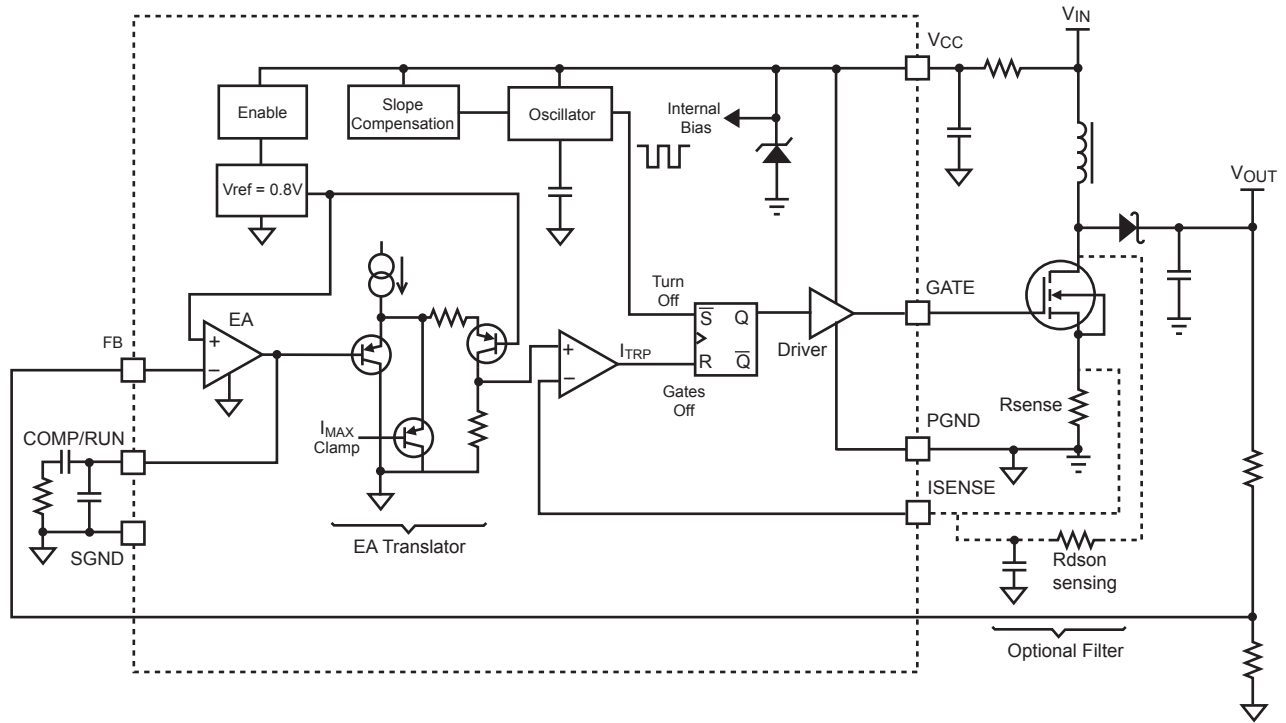 VIN
VCC
Enable
Slope
Compensation
Oscillator
Internal
Bias
Vref = 0.8V
VOUT
Turn
Off
GATE
EA
FB
S Q
R Q
ITRP
Driver
Gates
Off
Rsense
IMAX
Clamp
COMP/RUN
PGND
ISENSE
EA Translator
SGND
Rdson
sensing
Optional Filter
+
−
+
−